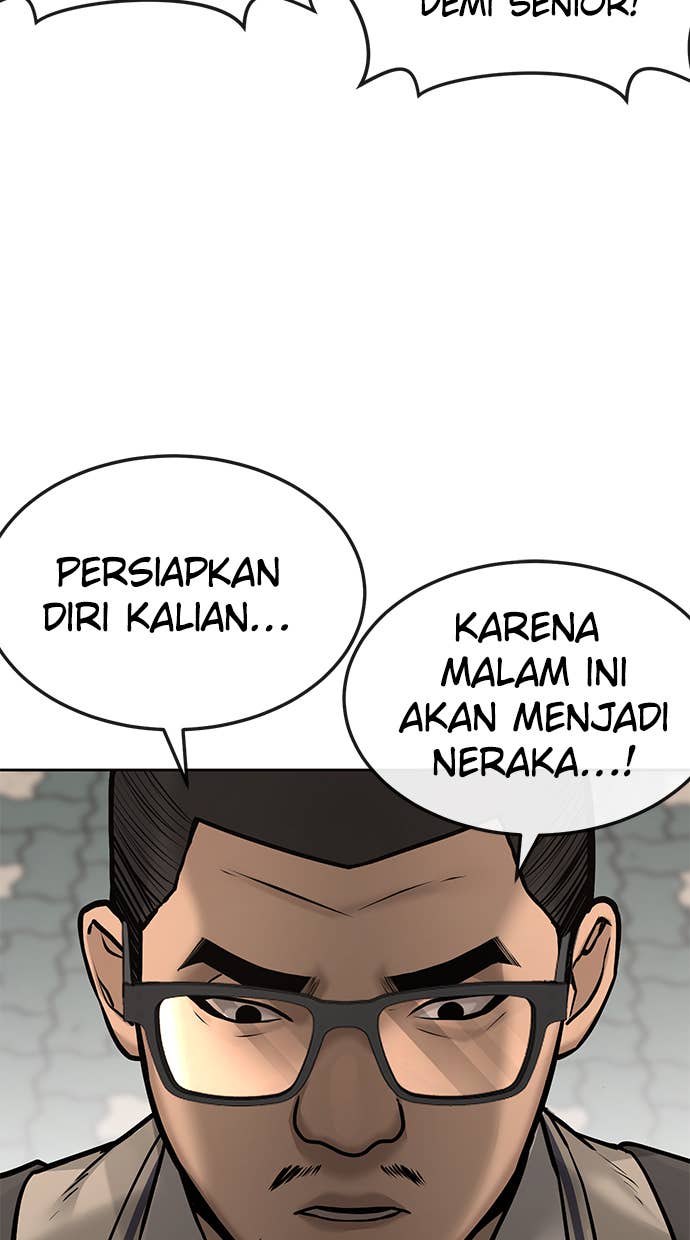 DEMI SENIOR!
PERSIAPKAN
DIRI KALIAN...
KARENA
MALAM INI
AKAN MENJADI
NERAKA...!